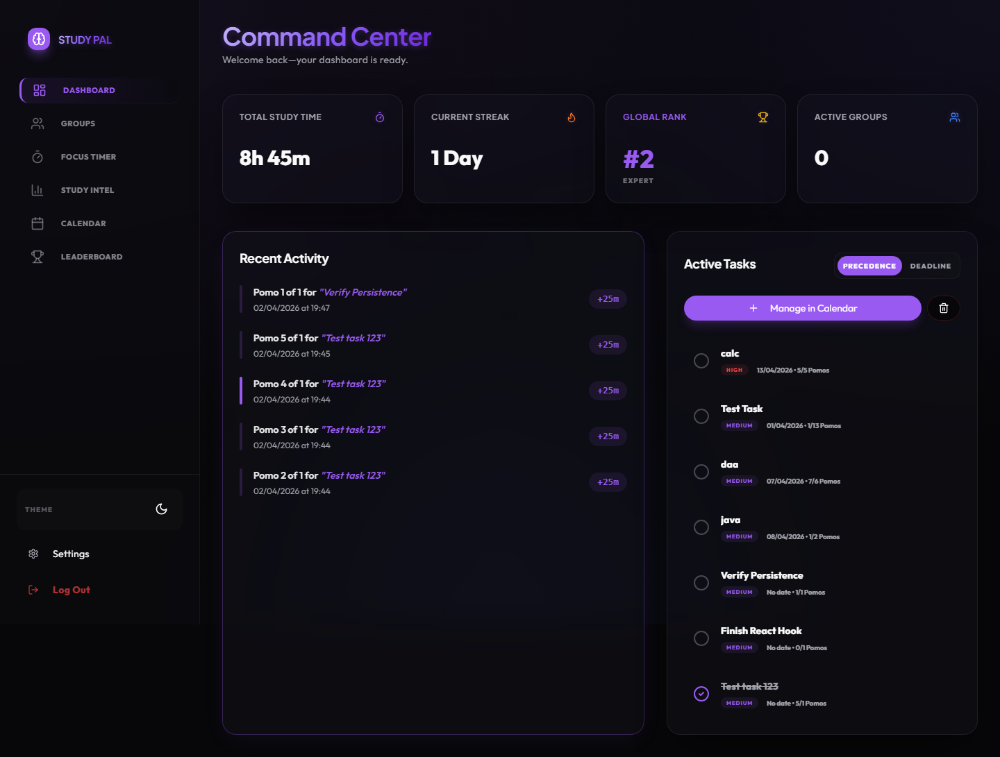 STUDY PAL
DASHBOARD
GROUPS
FOCUS TIMER
STUDY INTEL
CALENDAR
LEADERBOARD
THEME
Settings
Log Out
Command Center
Welcome back—your dashboard is ready.
TOTAL STUDY TIME
8h 45m
CURRENT STREAK
1 Day
GLOBAL RANK
#2
EXPERT
ACTIVE GROUPS
0
Recent Activity
Pomo 1 of 1 for "Verify Persistence"
02/04/2026 at 19:47
+25m
Pomo 5 of 1 for "Test task 123"
02/04/2026 at 19:45
+25m
Pomo 4 of 1 for "Test task 123"
02/04/2026 at 19:44
+25m
Pomo 3 of 1 for "Test task 123"
02/04/2026 at 19:44
+25m
Pomo 2 of 1 for "Test task 123"
02/04/2026 at 19:44
+25m
Active Tasks
PRECEDENCE DEADLINE
+ Manage in Calendar
calc
HIGH 13/04/2026 • 5/5 Pomos
Test Task
MEDIUM 01/04/2026 • 1/13 Pomos
daa
MEDIUM 07/04/2026 • 7/6 Pomos
java
MEDIUM 08/04/2026 • 1/2 Pomos
Verify Persistence
MEDIUM No date • 1/1 Pomos
Finish React Hook
MEDIUM No date • 0/1 Pomos
Test task 123
MEDIUM No date • 5/1 Pomos